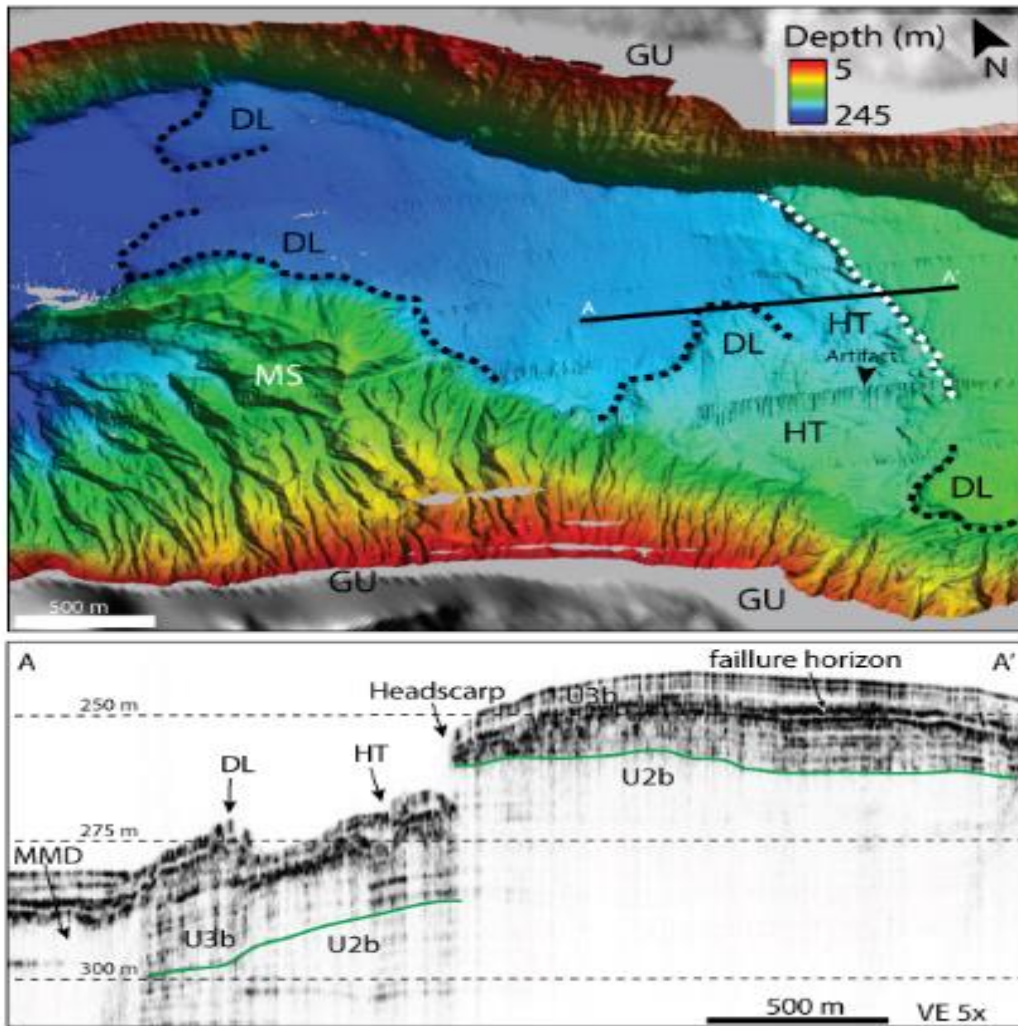 GU
Depth (m)
5
245
N
DL
DL
A
A'
HT
DL
Artifact
MS
HT
DL
GU
GU
500 m
A
faillure horizon
A'
Headscarp
250 m
U3b
DL
HT
U2b
275 m
MMD
U3b
U2b
300 m
500 m
VE 5x